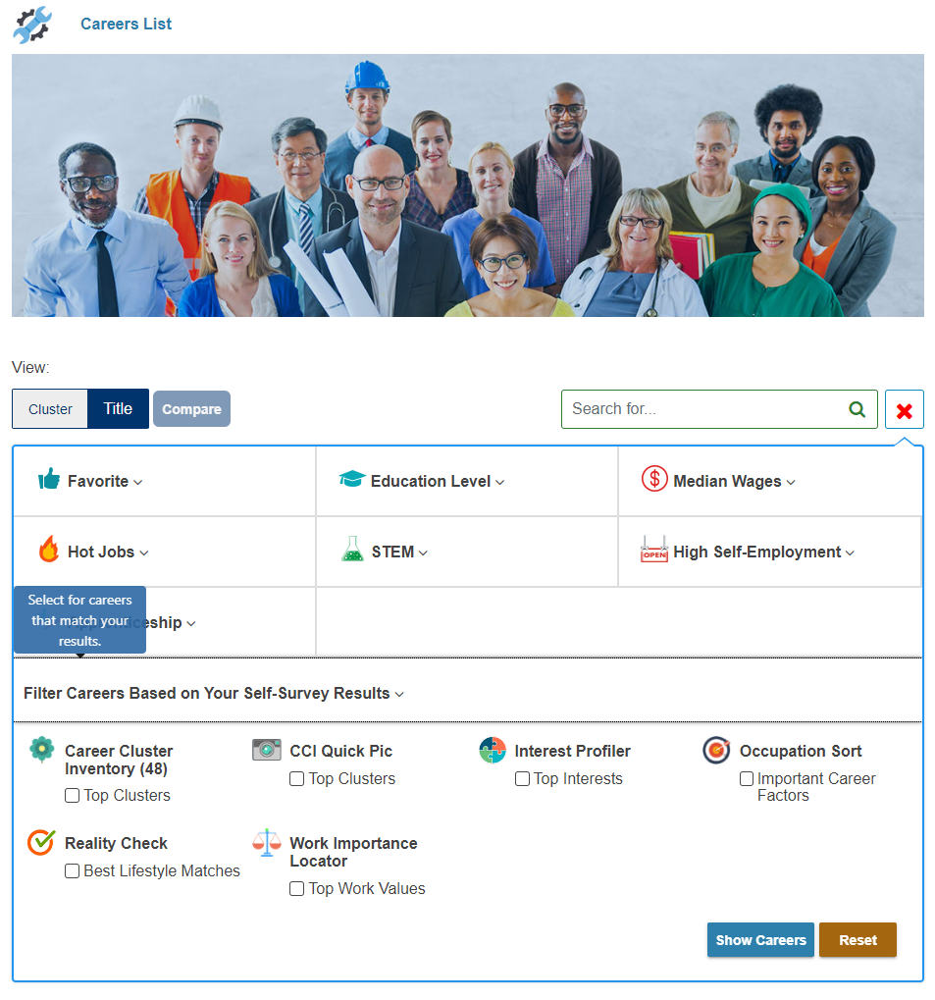 Careers List
View:
Cluster
Title
Compare
Search for...
Favorite
Education Level
Median Wages
Hot Jobs
STEM
OPEN
High Self-Employment
Select for careers
that match your
results.
Apprenticeship
Filter Careers Based on Your Self-Survey Results
Career Cluster
Inventory (48)
Top Clusters
CCI Quick Pic
Top Clusters
Interest Profiler
Top Interests
Occupation Sort
Important Career
Factors
Reality Check
Best Lifestyle Matches
Work Importance
Locator
Top Work Values
Show Careers
Reset